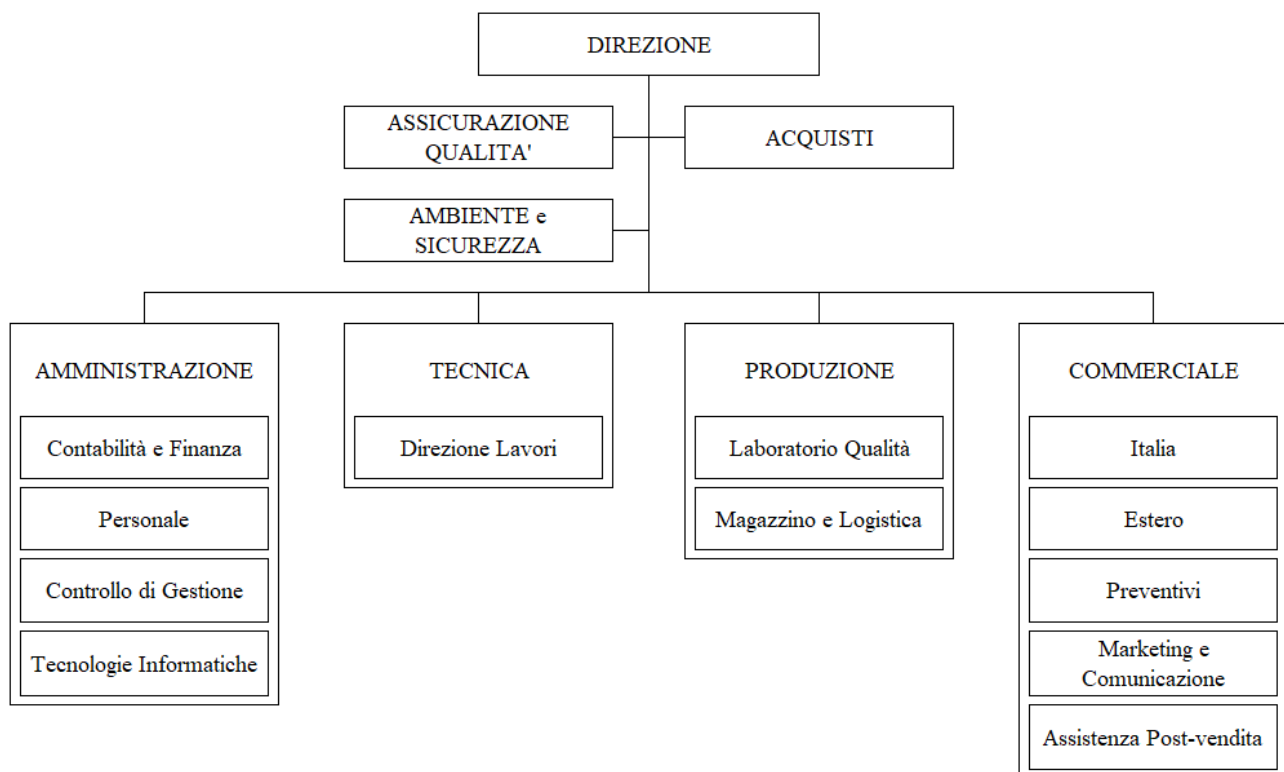 DIREZIONE
ASSICURAZIONE
QUALITA'
ACQUISTI
AMBIENTE e
SICUREZZA
AMMINISTRAZIONE
Contabilità e Finanza
Personale
Controllo di Gestione
Tecnologie Informatiche
TECNICA
Direzione Lavori
PRODUZIONE
Laboratorio Qualità
Magazzino e Logistica
COMMERCIALE
Italia
Estero
Preventivi
Marketing e
Comunicazione
Assistenza Post-vendita